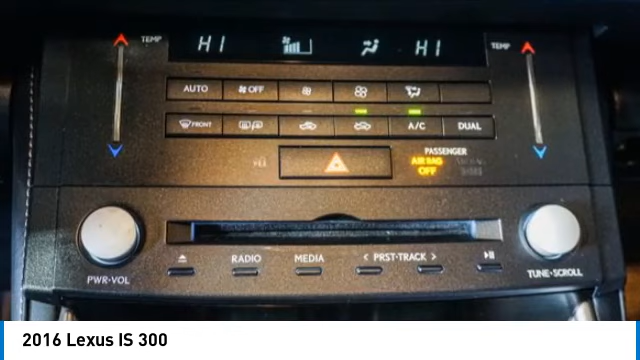 TEMP HI HI TEMP
AUTO OFF
FRONT A/C DUAL
PASSENGER
AIR BAG
OFF
RADIO MEDIA < PRST·TRACK >
PWR·VOL TUNE·SCROLL
2016 Lexus IS 300